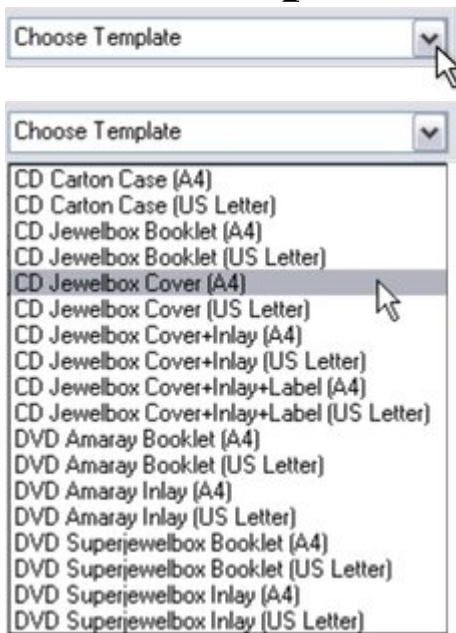 Choose Template
Choose Template
CD Carton Case (A4)
CD Carton Case (US Letter)
CD Jewelbox Booklet (A4)
CD Jewelbox Booklet (US Letter)
CD Jewelbox Cover (A4)
CD Jewelbox Cover (US Letter)
CD Jewelbox Cover+Inlay (A4)
CD Jewelbox Cover+Inlay (US Letter)
CD Jewelbox Cover+Inlay+Label (A4)
CD Jewelbox Cover+Inlay+Label (US Letter)
DVD Amaray Booklet (A4)
DVD Amaray Booklet (US Letter)
DVD Amaray Inlay (A4)
DVD Amaray Inlay (US Letter)
DVD Superjewelbox Booklet (A4)
DVD Superjewelbox Booklet (US Letter)
DVD Superjewelbox Inlay (A4)
DVD Superjewelbox Inlay (US Letter)